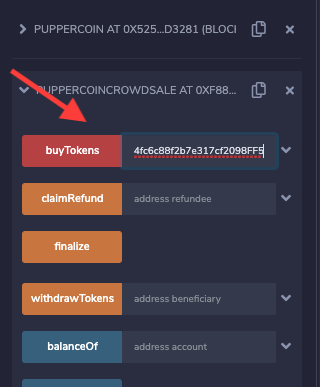 PUPPERCOIN AT 0X525...D3281 (BLOCI
PUPPERCOINCROWDSALE AT 0XF88...
buyTokens 4fc6c88f2b7e317cf2098FF5
claimRefund address refundee
finalize
withdrawTokens address beneficiary
balanceOf address account